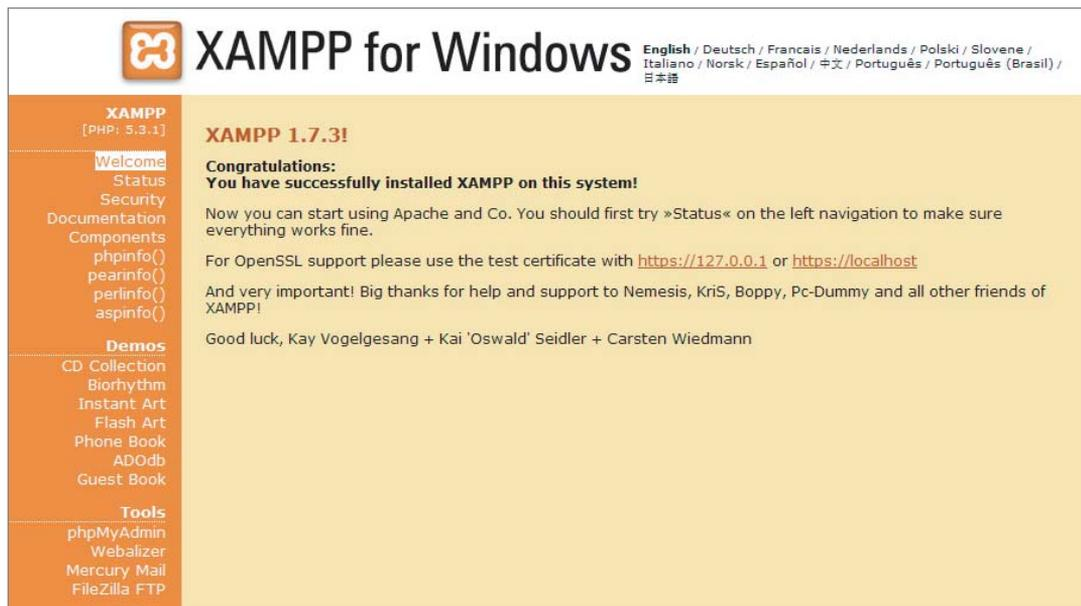 XAMPP for Windows
English / Deutsch / Francais / Nederlands / Polski / Slovene /
Italiano / Norsk / Español / 中文 / Português / Português (Brasil) /
日本語
XAMPP
[PHP: 5.3.1]
Welcome
Status
Security
Documentation
Components
phpinfo()
pearinfo()
perlinfo()
aspinfo()
Demos
CD Collection
Biorhythm
Instant Art
Flash Art
Phone Book
ADOdb
Guest Book
Tools
phpMyAdmin
Webalizer
Mercury Mail
FileZilla FTP
XAMPP 1.7.3!
Congratulations:
You have successfully installed XAMPP on this system!
Now you can start using Apache and Co. You should first try »Status« on the left navigation to make sure
everything works fine.
For OpenSSL support please use the test certificate with https://127.0.0.1 or https://localhost
And very important! Big thanks for help and support to Nemesis, KriS, Boppy, Pc-Dummy and all other friends of
XAMPP!
Good luck, Kay Vogelgesang + Kai 'Oswald' Seidler + Carsten Wiedmann